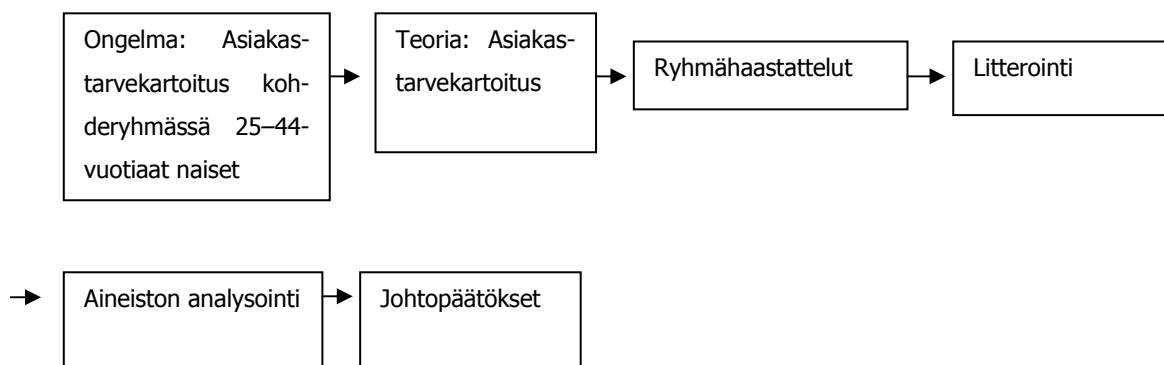 Ongelma: Asiakas-
tarvekartoitus koh-
deryhmässä 25–44-
vuotiaat naiset
Teoria: Asiakas-
tarvekartoitus
Ryhmähaastattelut
Litterointi
Aineiston analysointi
Johtopäätökset